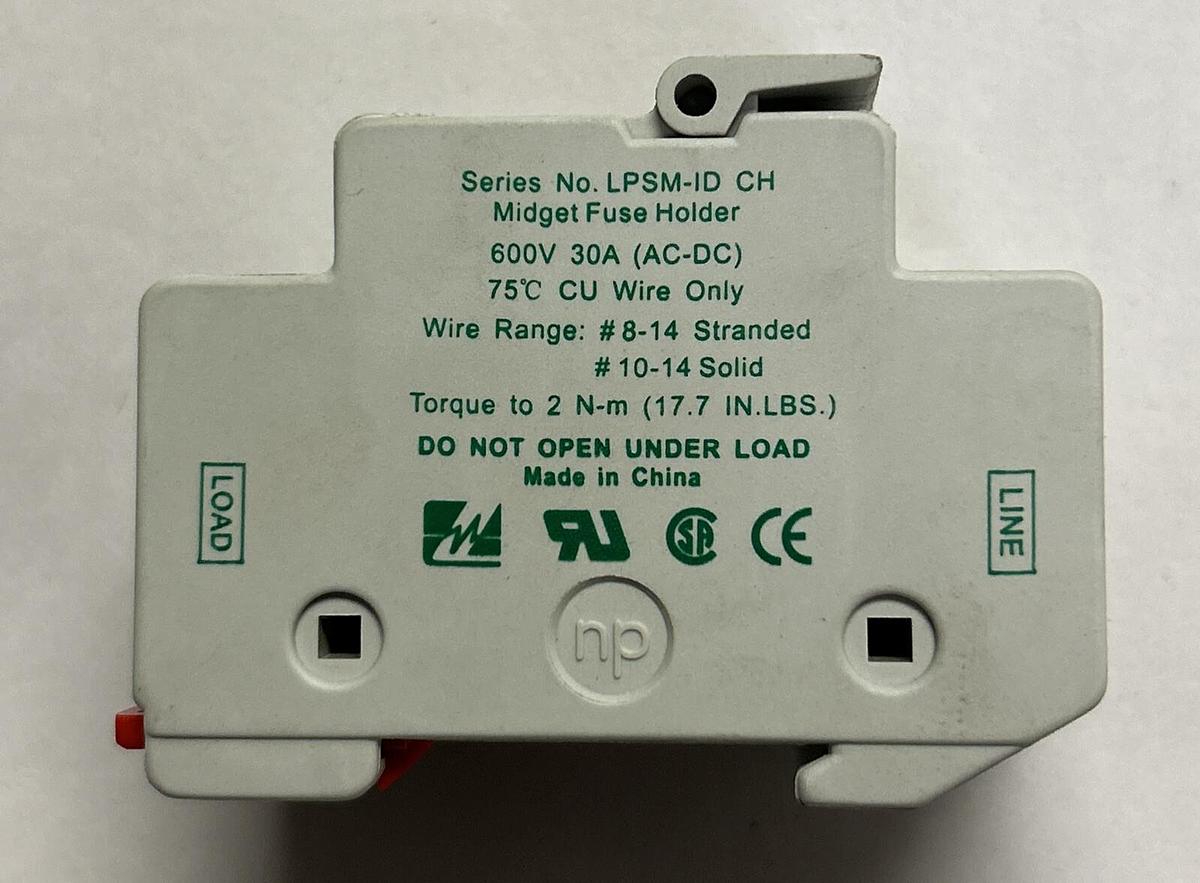 Series No. LPSM-ID CH
Midget Fuse Holder
600V 30A (AC-DC)
75℃ CU Wire Only
Wire Range: #8-14 Stranded
#10-14 Solid
Torque to 2 N-m (17.7 IN.LBS.)
DO NOT OPEN UNDER LOAD
Made in China
LOAD
LINE
RU SA CE
np